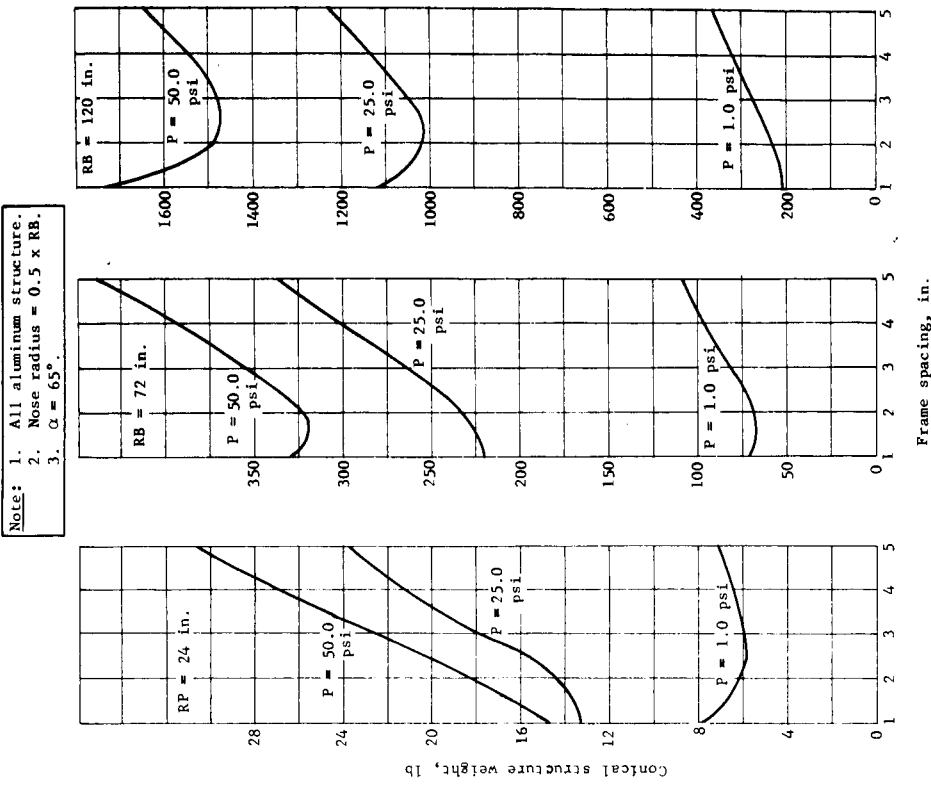 Note: 1. All aluminum structure.
2. Nose radius = 0.5 x RB.
3. α = 65°.
RP = 24 in.
P = 50.0
psi
P = 25.0
psi
P = 1.0 psi
28
24
20
16
12
8
4
0
1 2 3 4 5
Conical structure weight, lb
RB = 72 in.
P = 50.0
psi
P = 25.0
psi
P = 1.0 psi
350
300
250
200
150
100
50
0
1 2 3 4 5
Frame spacing, in.
RB = 120 in.
P = 50.0
psi
P = 25.0
psi
P = 1.0 psi
1600
1400
1200
1000
800
600
400
200
0
1 2 3 4 5